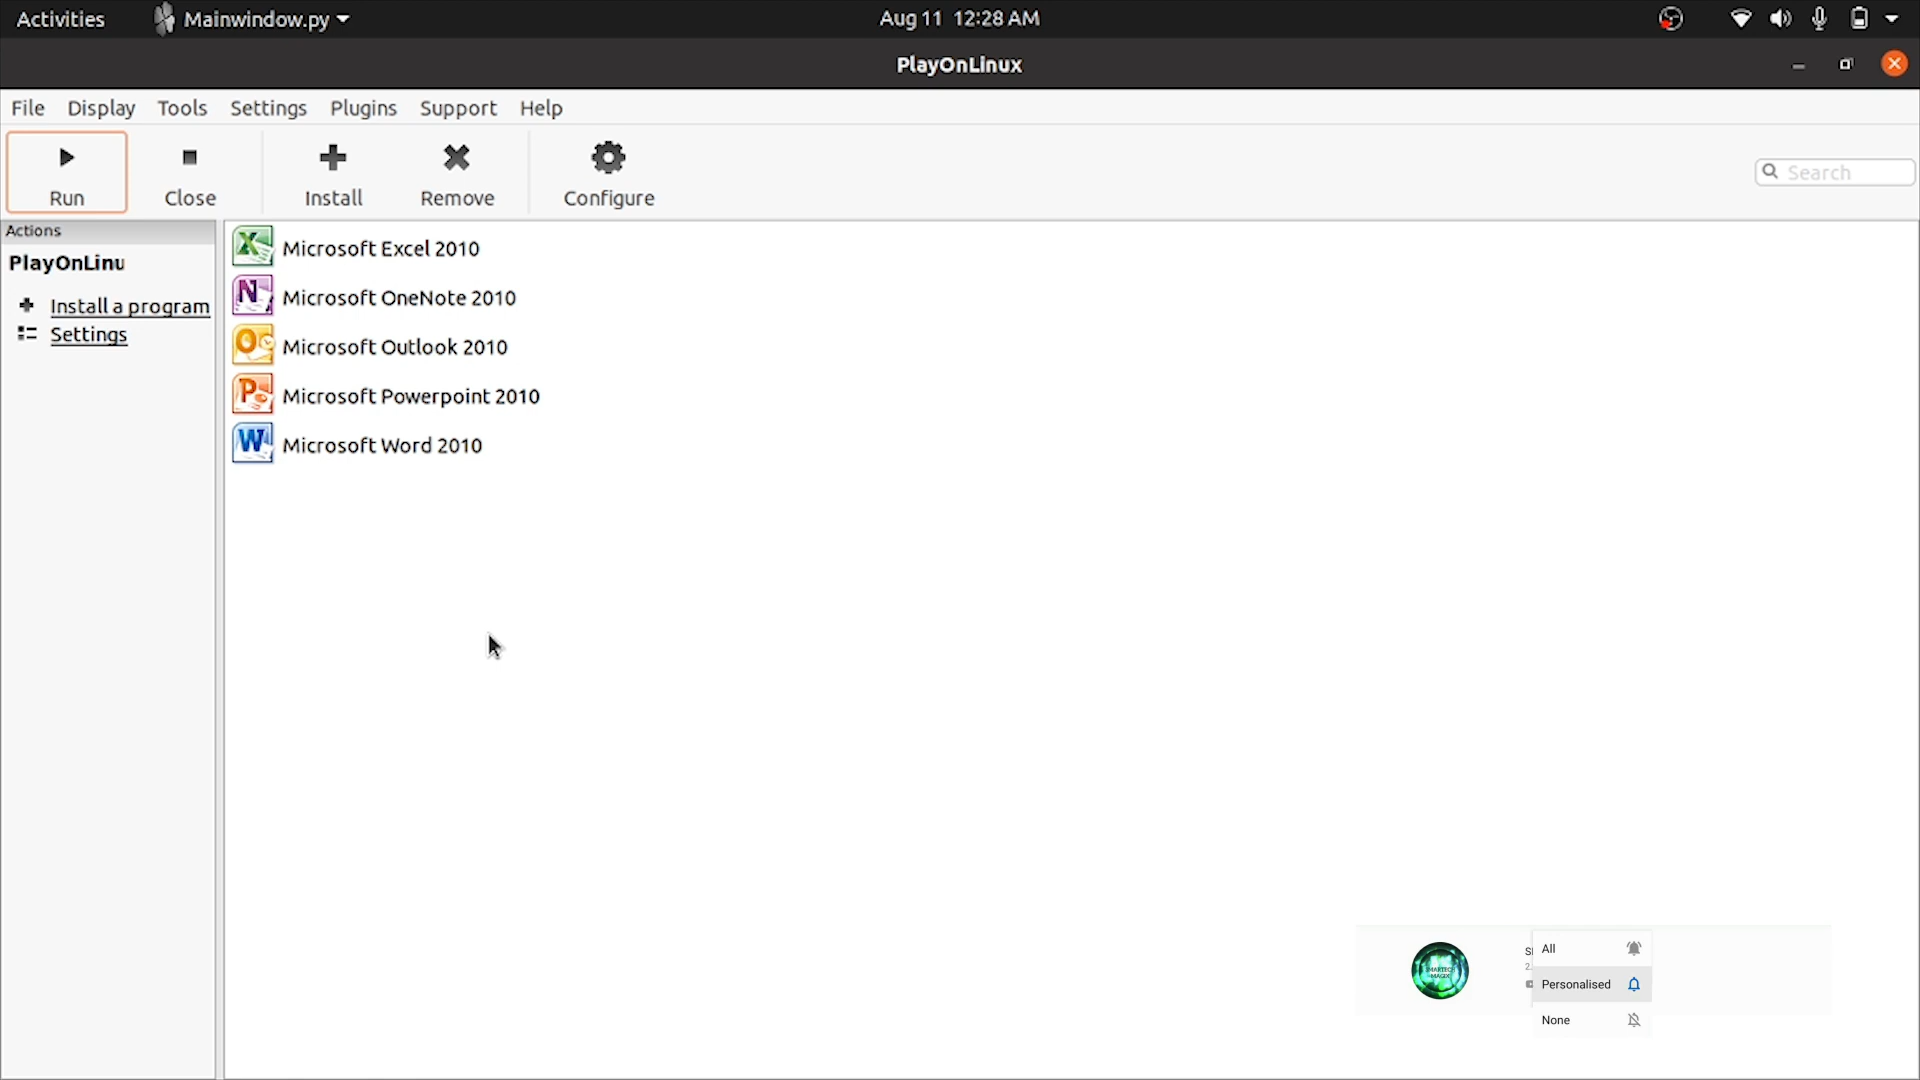 Activities
Mainwindow.py
Aug 11 12:28 AM
PlayOnLinux
File Display Tools Settings Plugins Support Help
Run
Close
Install
Remove
Configure
Search
Actions
PlayOnLinu
Install a program
Settings
Microsoft Excel 2010
Microsoft OneNote 2010
Microsoft Outlook 2010
Microsoft Powerpoint 2010
Microsoft Word 2010
All
Personalised
None